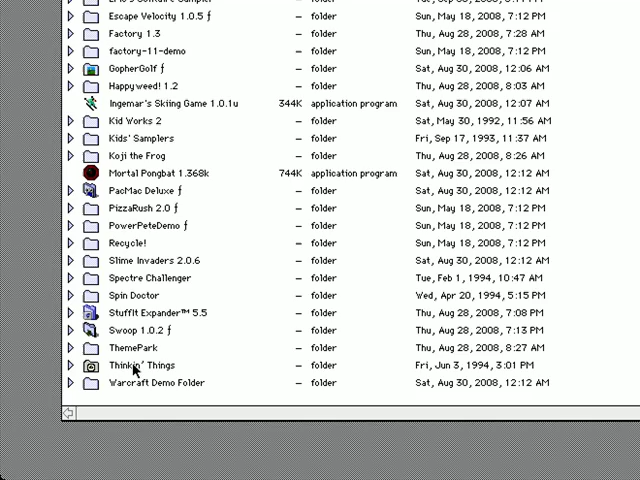 Escape Velocity 1.0.5 ƒ – folder Sun, May 18, 2008, 7:12 PM
Factory 1.3 – folder Thu, Aug 28, 2008, 7:28 AM
factory-11-demo – folder Sun, May 18, 2008, 7:12 PM
GopherGolf ƒ – folder Sat, Aug 30, 2008, 12:06 AM
Happyweed! 1.2 – folder Thu, Aug 28, 2008, 8:03 AM
Ingemar's Skiing Game 1.0.1u 344K application program Sat, Aug 30, 2008, 12:07 AM
Kid Works 2 – folder Sat, May 30, 1992, 11:56 AM
Kids' Samplers – folder Fri, Sep 17, 1993, 11:37 AM
Koji the Frog – folder Thu, Aug 28, 2008, 8:26 AM
Mortal Pongbat 1.368k 744K application program Sat, Aug 30, 2008, 12:12 AM
PacMac Deluxe ƒ – folder Sat, Aug 30, 2008, 12:12 AM
PizzaRush 2.0 ƒ – folder Sun, May 18, 2008, 7:12 PM
PowerPeteDemo ƒ – folder Sun, May 18, 2008, 7:12 PM
Recycle! – folder Sun, May 18, 2008, 7:12 PM
Slime Invaders 2.0.6 – folder Sat, Aug 30, 2008, 12:12 AM
Spectre Challenger – folder Tue, Feb 1, 1994, 10:47 AM
Spin Doctor – folder Wed, Apr 20, 1994, 5:15 PM
StuffIt Expander™ 5.5 – folder Thu, Aug 28, 2008, 7:08 PM
Swoop 1.0.2 ƒ – folder Thu, Aug 28, 2008, 7:13 PM
ThemePark – folder Thu, Aug 28, 2008, 8:27 AM
Thinkin' Things – folder Fri, Jun 3, 1994, 3:01 PM
Warcraft Demo Folder – folder Sat, Aug 30, 2008, 12:12 AM